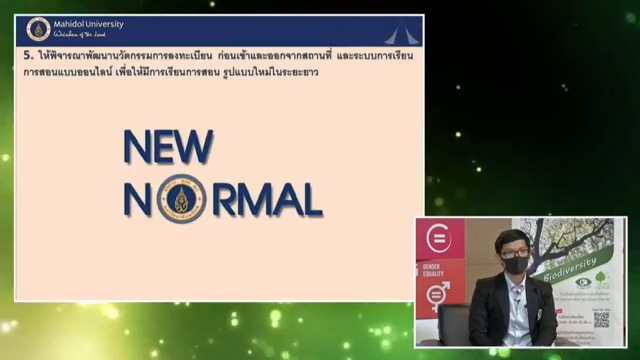 Mahidol University
Wisdom of the Land
5. ให้พิจารณาพัฒนานวัตกรรมการลงทะเบียน ก่อนเข้าและออกจากสถานที่ และระบบการเรียน
การสอนแบบออนไลน์ เพื่อให้มีการเรียนการสอน รูปแบบใหม่ในระยะยาว
NEW
NORMAL
GENDER
EQUALITY
Biodiversity